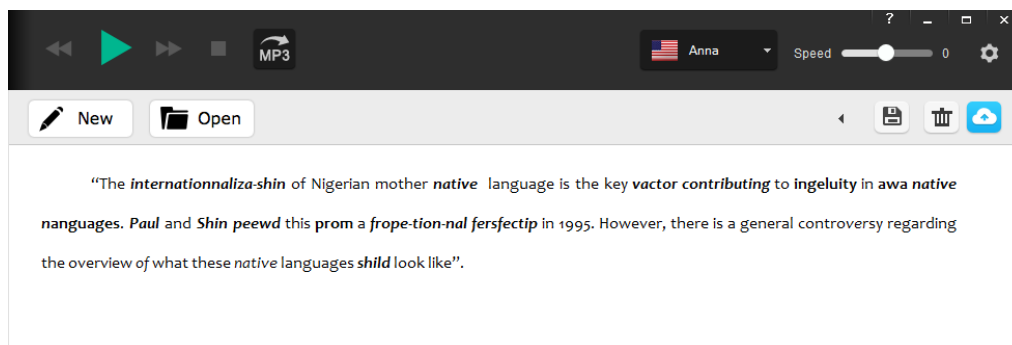 ?
MP3
Anna
Speed
0
New
Open
“The internationnaliza-shin of Nigerian mother native language is the key vactor contributing to ingeluity in awa native
nanguages. Paul and Shin peewd this prom a frope-tion-nal fersfectip in 1995. However, there is a general controversy regarding
the overview of what these native languages shild look like”.